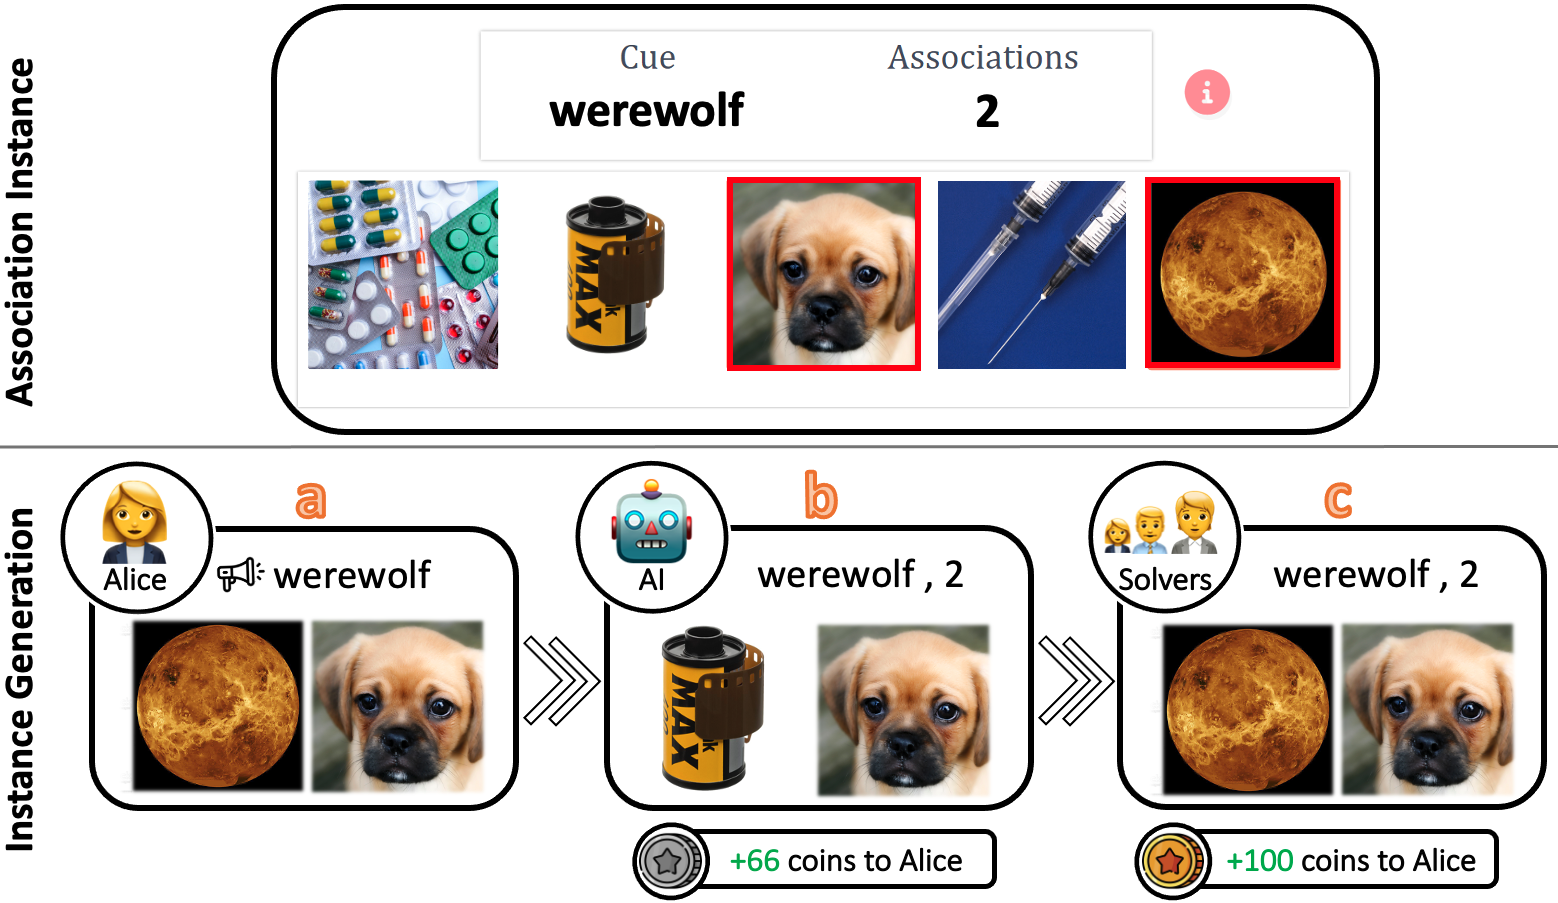 Association Instance
Cue
Associations
werewolf
2
i
MAX
Instance Generation
a
Alice
werewolf
b
AI
werewolf , 2
MAX
+66 coins to Alice
c
Solvers
werewolf , 2
+100 coins to Alice